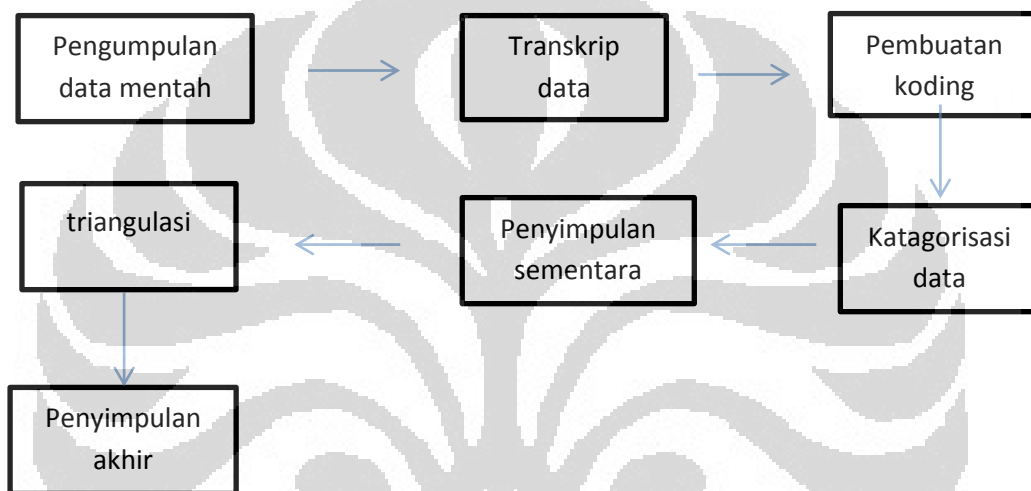 Pengumpulan
data mentah
Transkrip
data
Pembuatan
koding
Katagorisasi
data
Penyimpulan
sementara
triangulasi
Penyimpulan
akhir